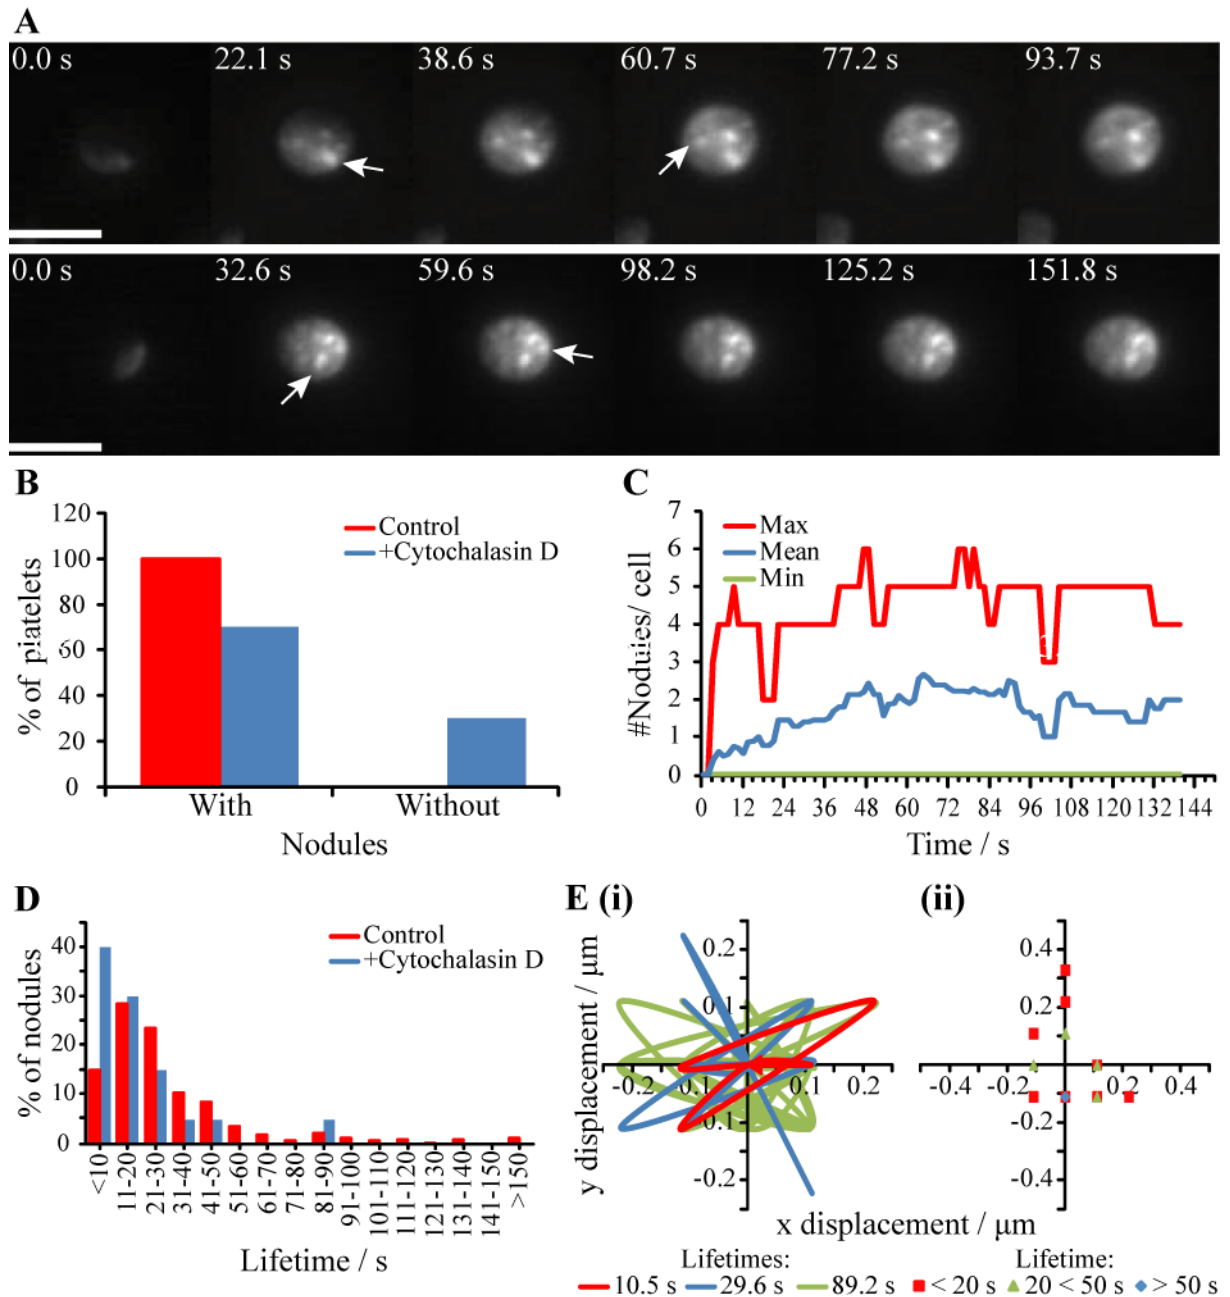 A
0.0 s 22.1 s 38.6 s 60.7 s 77.2 s 93.7 s
0.0 s 32.6 s 59.6 s 98.2 s 125.2 s 151.8 s
B
% of platelets
120
100
80
60
40
20
0
Control
+Cytochalasin D
With Without
Nodules
C
#Nodules/ cell
7
6
5
4
3
2
1
0
Max
Mean
Min
0 12 24 36 48 60 72 84 96 108 120 132 144
Time / s
D
% of nodules
40
30
20
10
0
Control
+Cytochalasin D
<10 11-20 21-30 31-40 41-50 51-60 61-70 71-80 81-90 91-100 101-110 111-120 121-130 131-140 141-150 >150
Lifetime / s
E (i)
y displacement / μm
0.2
0.1
-0.2 -0.1 0.1 0.2
-0.1
-0.2
(ii)
0.4
0.2
-0.4 -0.2 0.2 0.4
-0.2
-0.4
x displacement / μm
Lifetimes:
10.5 s 29.6 s 89.2 s
Lifetime:
< 20 s 20 < 50 s > 50 s